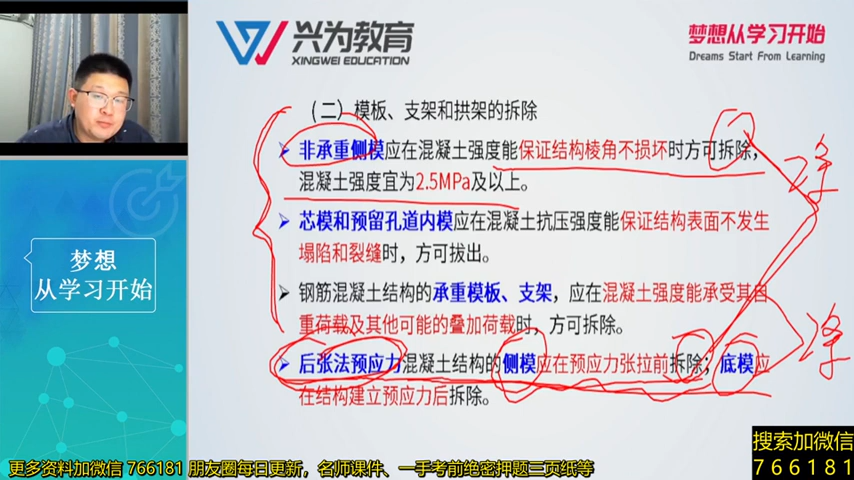 兴为教育
XINGWEI EDUCATION
梦想从学习开始
Dreams Start From Learning
（二）模板、支架和拱架的拆除
非承重侧模应在混凝土强度能保证结构棱角不损坏时方可拆除，
混凝土强度宜为2.5MPa及以上。
芯模和预留孔道内模应在混凝土抗压强度能保证结构表面不发生
塌陷和裂缝时，方可拔出。
钢筋混凝土结构的承重模板、支架，应在混凝土强度能承受其自
重荷载及其他可能的叠加荷载时，方可拆除。
后张法预应力混凝土结构的侧模应在预应力张拉前拆除；底模应
在结构建立预应力后拆除。
梦想
从学习开始
搜索加微信
766181
更多资料加微信 766181 朋友圈每日更新，名师课件、一手考前绝密押题三页纸等